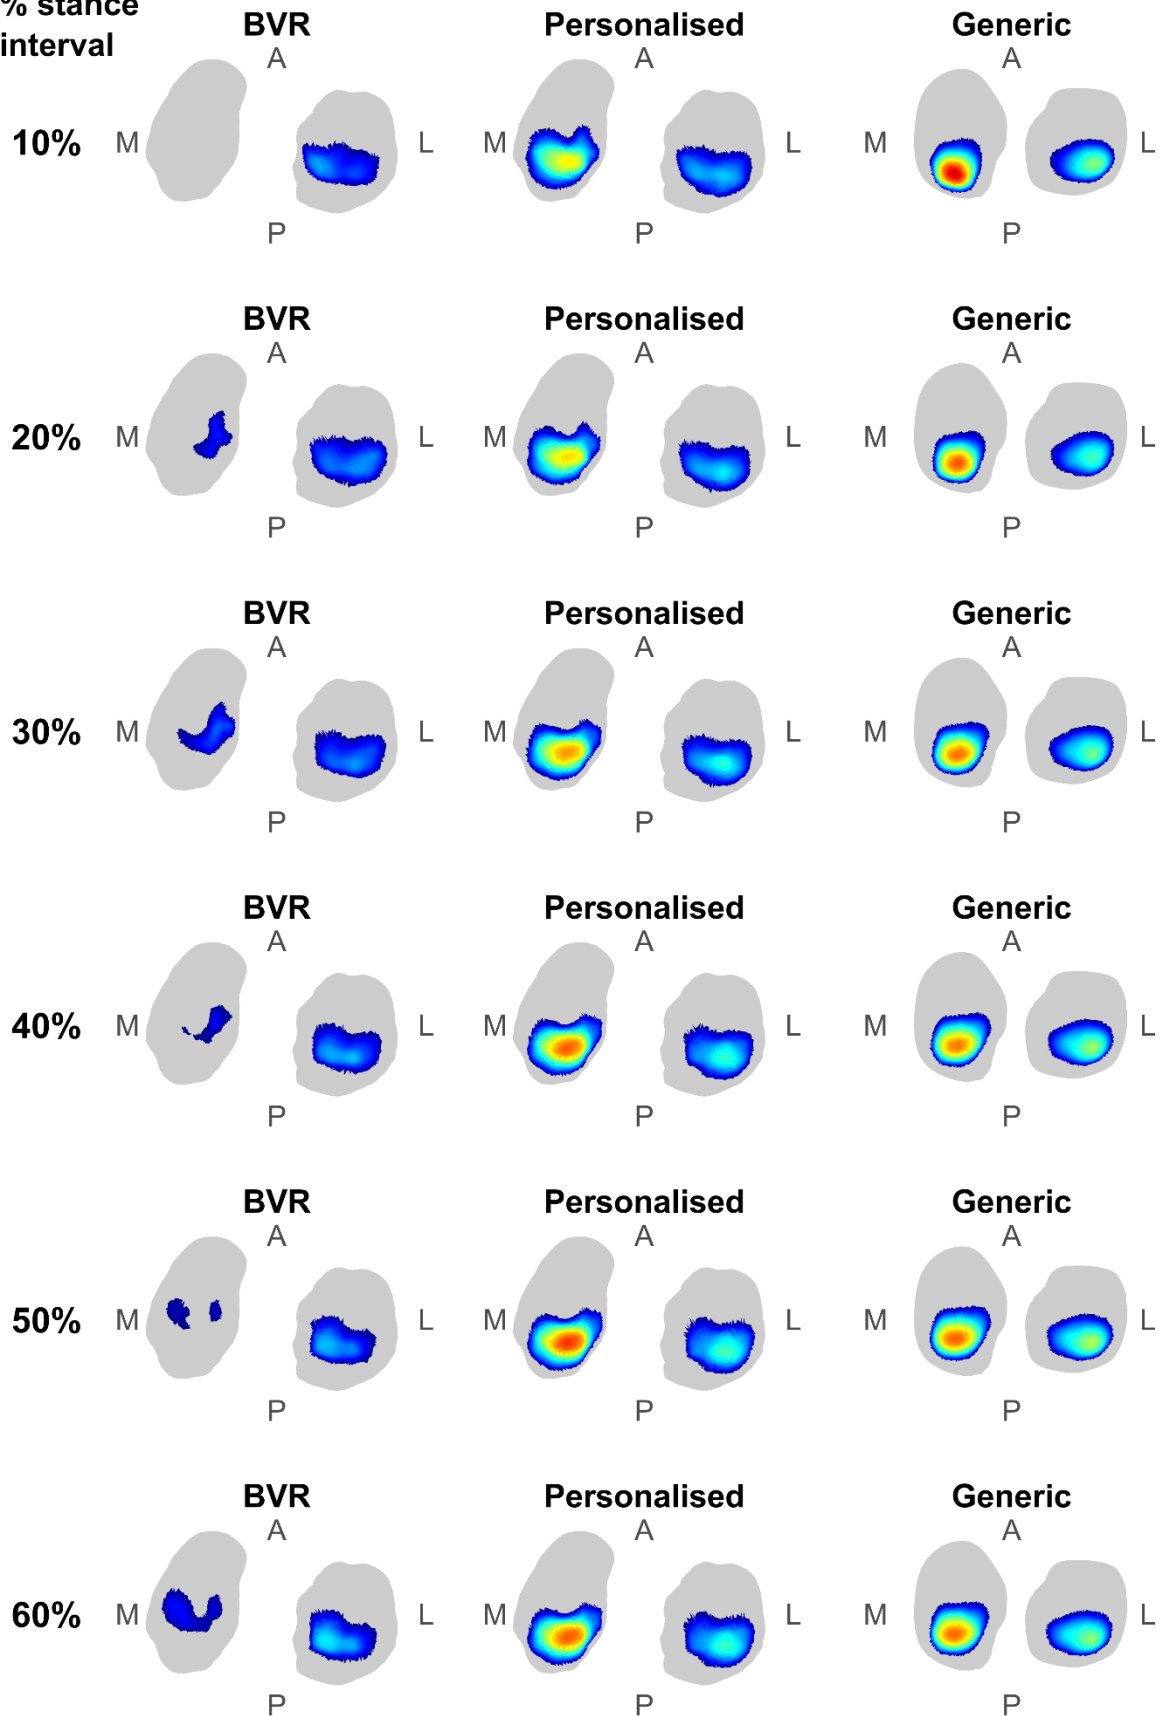 % stance
interval
BVR Personalised Generic
A A A
10% M L M L M L
P P P
BVR Personalised Generic
A A A
20% M L M L M L
P P P
BVR Personalised Generic
A A A
30% M L M L M L
P P P
BVR Personalised Generic
A A A
40% M L M L M L
P P P
BVR Personalised Generic
A A A
50% M L M L M L
P P P
BVR Personalised Generic
A A A
60% M L M L M L
P P P